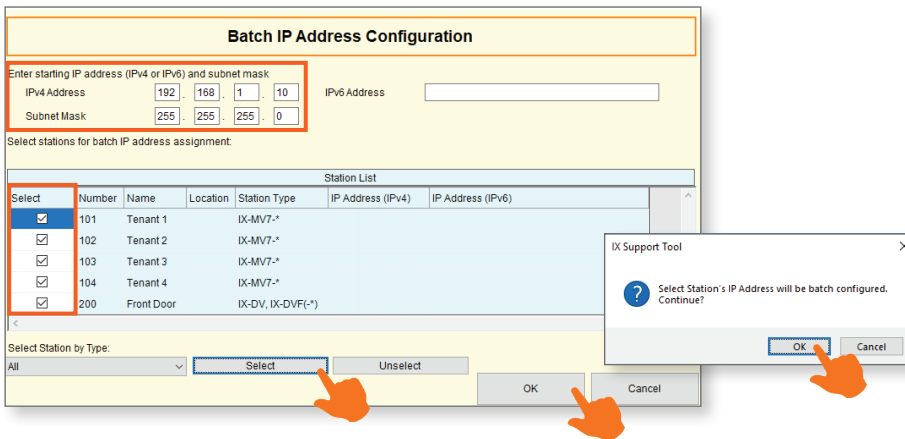 Batch IP Address Configuration
Enter starting IP address (IPv4 or IPv6) and subnet mask
IPv4 Address 192 . 168 . 1 . 10 IPv6 Address
Subnet Mask 255 . 255 . 255 . 0
Select stations for batch IP address assignment:
Station List
Select Number Name Location Station Type IP Address (IPv4) IP Address (IPv6)
101 Tenant 1 IX-MV7-*
102 Tenant 2 IX-MV7-*
103 Tenant 3 IX-MV7-*
104 Tenant 4 IX-MV7-*
200 Front Door IX-DV, IX-DVF(-*)
Select Station by Type:
All Select Unselect
OK Cancel
IX Support Tool
Select Station's IP Address will be batch configured.
Continue?
OK Cancel